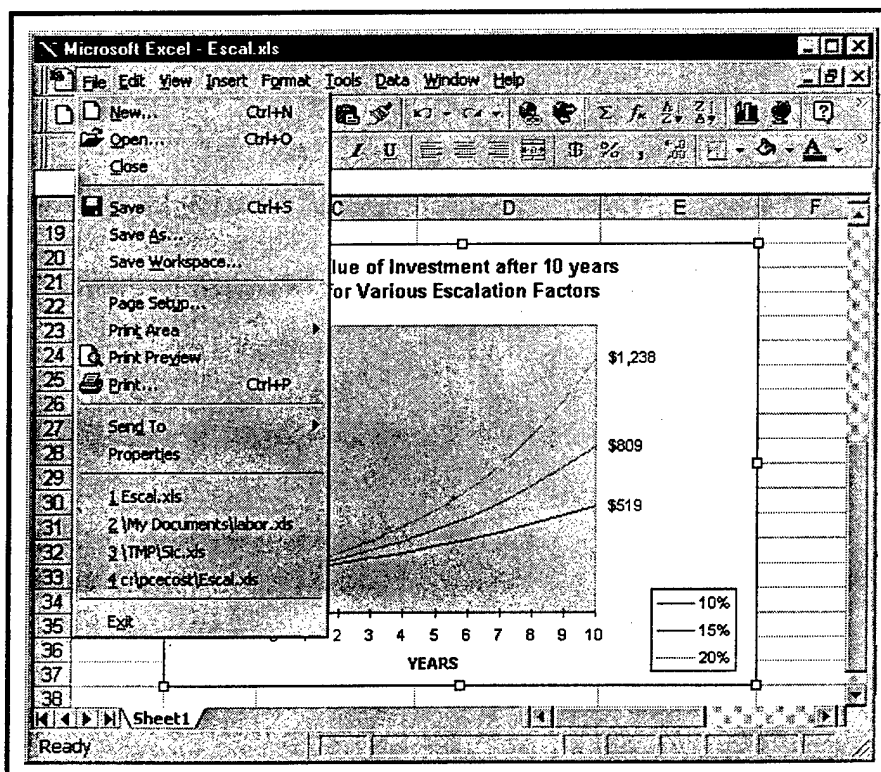 Microsoft Excel - Escal.xls
File Edit View Insert Format Tools Data Window Help
New... Ctrl+N
Open... Ctrl+O
Close
Save Ctrl+S
Save As...
Save Workspace...
Page Setup...
Print Area
Print Preview
Print... Ctrl+P
Send To
Properties
1 Escal.xls
2 \My Documents\labor.xls
3 \TMP\Slc.xls
4 c:\pcecost\Escal.xls
Exit
C D E F
19
20
21
22
23
24
25
26
27
28
29
30
31
32
33
34
35
36
37
38
lue of Investment after 10 years
for Various Escalation Factors
$1,238
$809
$519
2 3 4 5 6 7 8 9 10
YEARS
10%
15%
20%
Sheet1
Ready